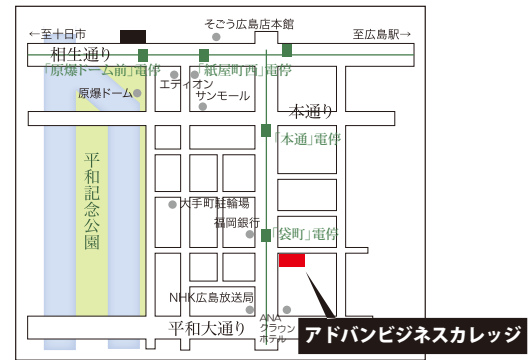 そごう広島店本館
←至十日市
至広島駅→
相生通り
「原爆ドーム前」電停
「紙屋町西」電停
エディオン
原爆ドーム
サンモール
本通り
「本通」電停
平和記念公園
大手町駐輪場
福岡銀行
「袋町」電停
NHK広島放送局
ANA
クラウン
ホテル
平和大通り
アドバンビジネスカレッジ